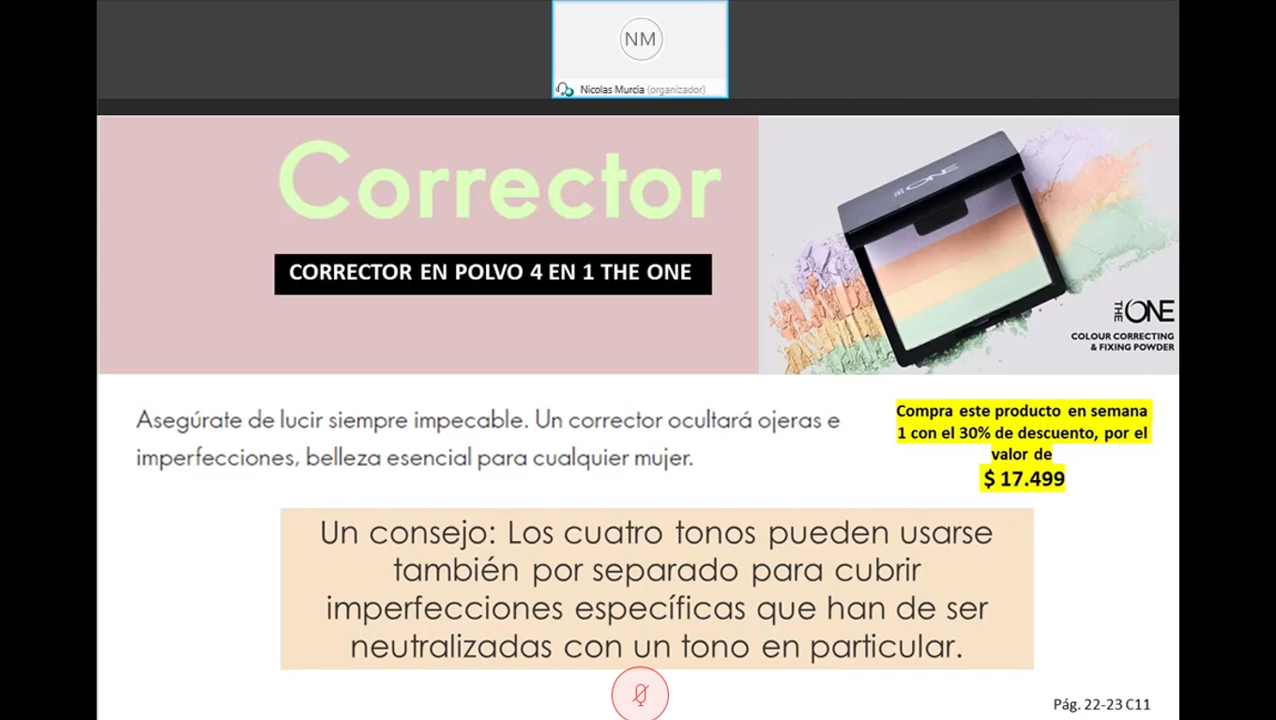 NM
Nicolas Murcia (organizador)
Corrector
CORRECTOR EN POLVO 4 EN 1 THE ONE
THE ONE
THE ONE
COLOUR CORRECTING
& FIXING POWDER
Asegúrate de lucir siempre impecable. Un corrector ocultará ojeras e
imperfecciones, belleza esencial para cualquier mujer.
Compra este producto en semana
1 con el 30% de descuento, por el
valor de
$ 17.499
Un consejo: Los cuatro tonos pueden usarse
también por separado para cubrir
imperfecciones específicas que han de ser
neutralizadas con un tono en particular.
Pág. 22-23 C11